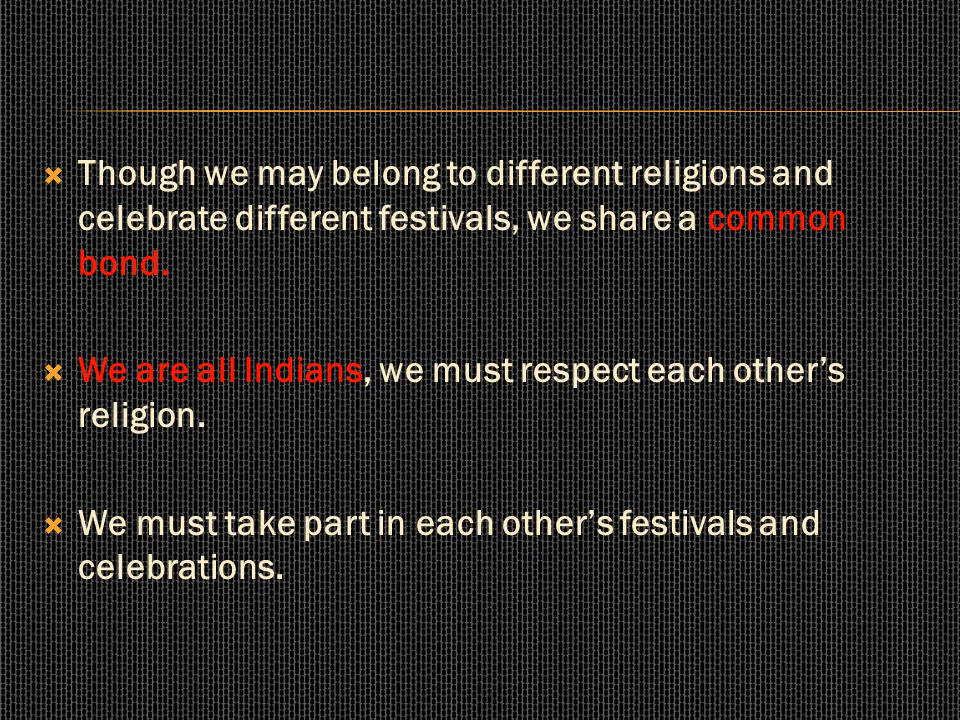 Though we may belong to different religions and
celebrate different festivals, we share a common
bond.
We are all Indians, we must respect each other’s
religion.
We must take part in each other’s festivals and
celebrations.